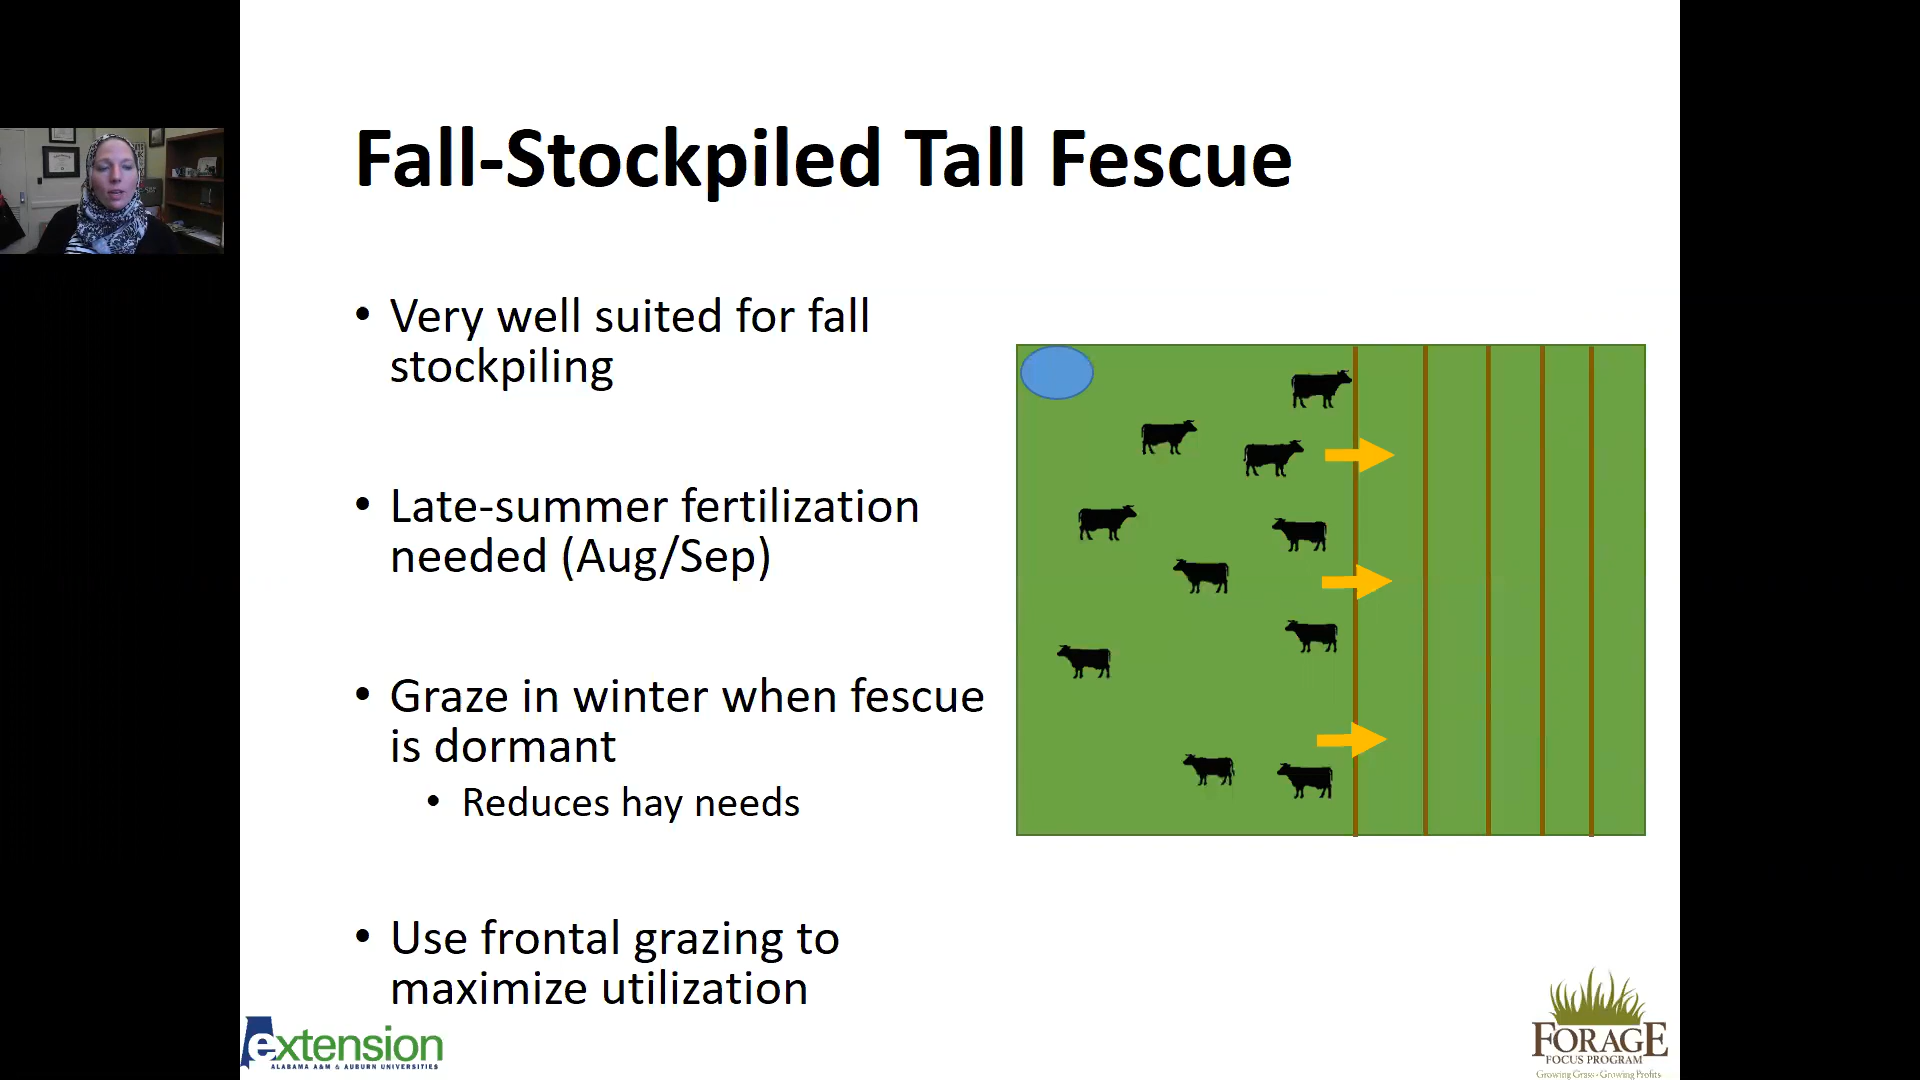 Fall-Stockpiled Tall Fescue
• Very well suited for fall
stockpiling
• Late-summer fertilization
needed (Aug/Sep)
• Graze in winter when fescue
is dormant
• Reduces hay needs
• Use frontal grazing to
maximize utilization
extension
ALABAMA A&M & AUBURN UNIVERSITIES
FORAGE
FOCUS PROGRAM
Growing Grass - Growing Profits